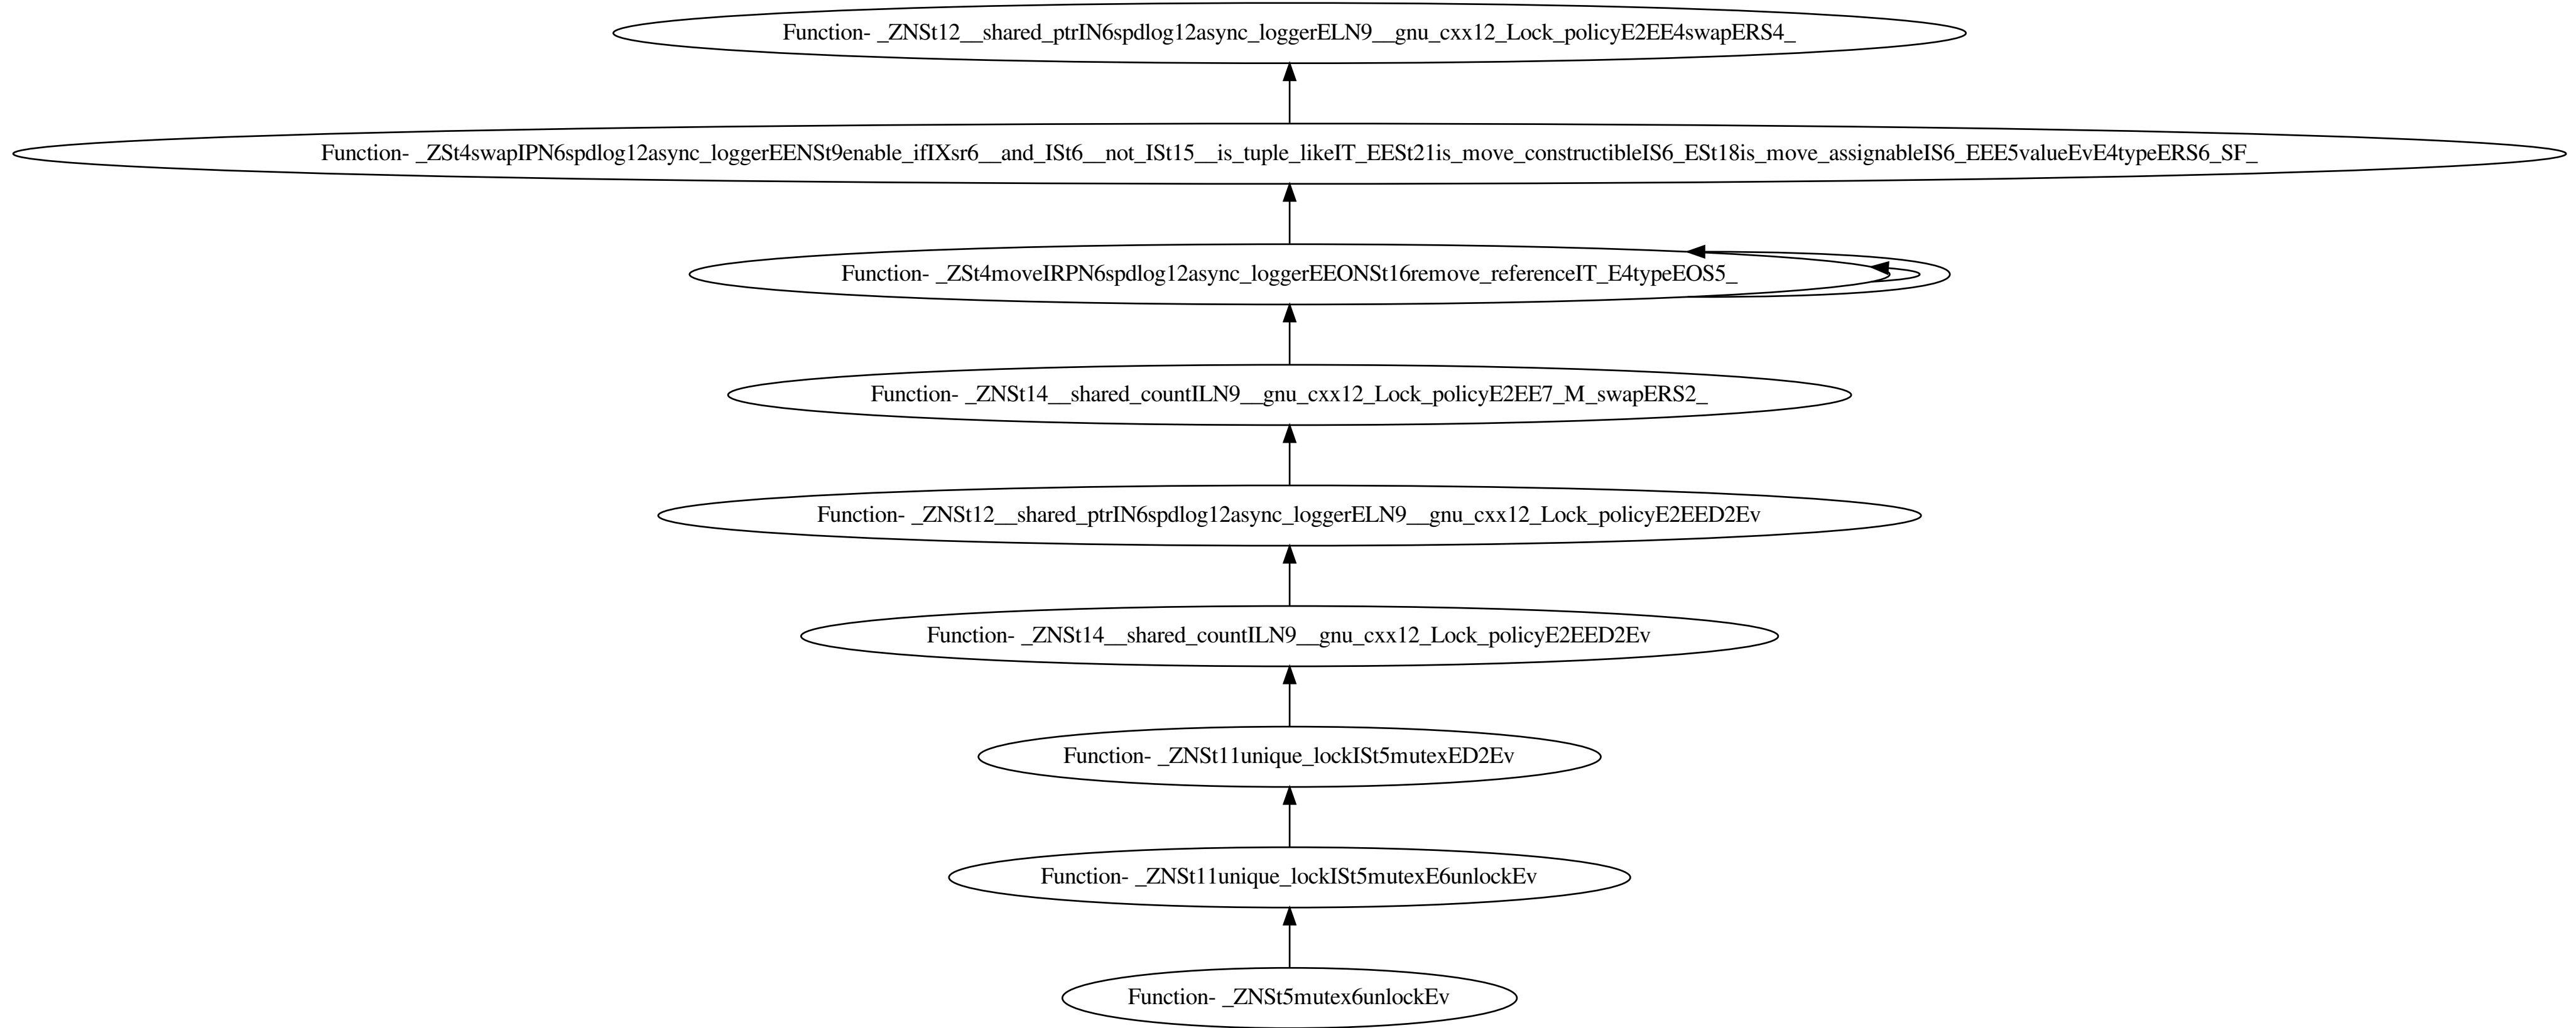 Function- _ZNSt12__shared_ptrIN6spdlog12async_loggerELN9__gnu_cxx12_Lock_policyE2EE4swapERS4_
Function- _ZSt4swapIPN6spdlog12async_loggerEENSt9enable_ifIXsr6__and_ISt6__not_ISt15__is_tuple_likeIT_EESt21is_move_constructibleIS6_ESt18is_move_assignableIS6_EEE5valueEvE4typeERS6_SF_
Function- _ZSt4moveIRPN6spdlog12async_loggerEEONSt16remove_referenceIT_E4typeEOS5_
Function- _ZNSt14__shared_countILN9__gnu_cxx12_Lock_policyE2EE7_M_swapERS2_
Function- _ZNSt12__shared_ptrIN6spdlog12async_loggerELN9__gnu_cxx12_Lock_policyE2EED2Ev
Function- _ZNSt14__shared_countILN9__gnu_cxx12_Lock_policyE2EED2Ev
Function- _ZNSt11unique_lockISt5mutexED2Ev
Function- _ZNSt11unique_lockISt5mutexE6unlockEv
Function- _ZNSt5mutex6unlockEv